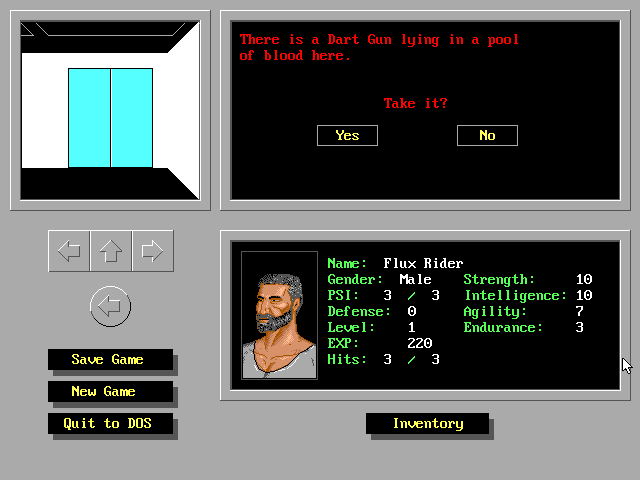 There is a Dart Gun lying in a pool
of blood here.
Take it?
Yes No
Name: Flux Rider
Gender: Male Strength: 10
PSI: 3 / 3 Intelligence: 10
Defense: 0 Agility: 7
Level: 1 Endurance: 3
EXP: 220
Hits: 3 / 3
Save Game
New Game
Quit to DOS
Inventory